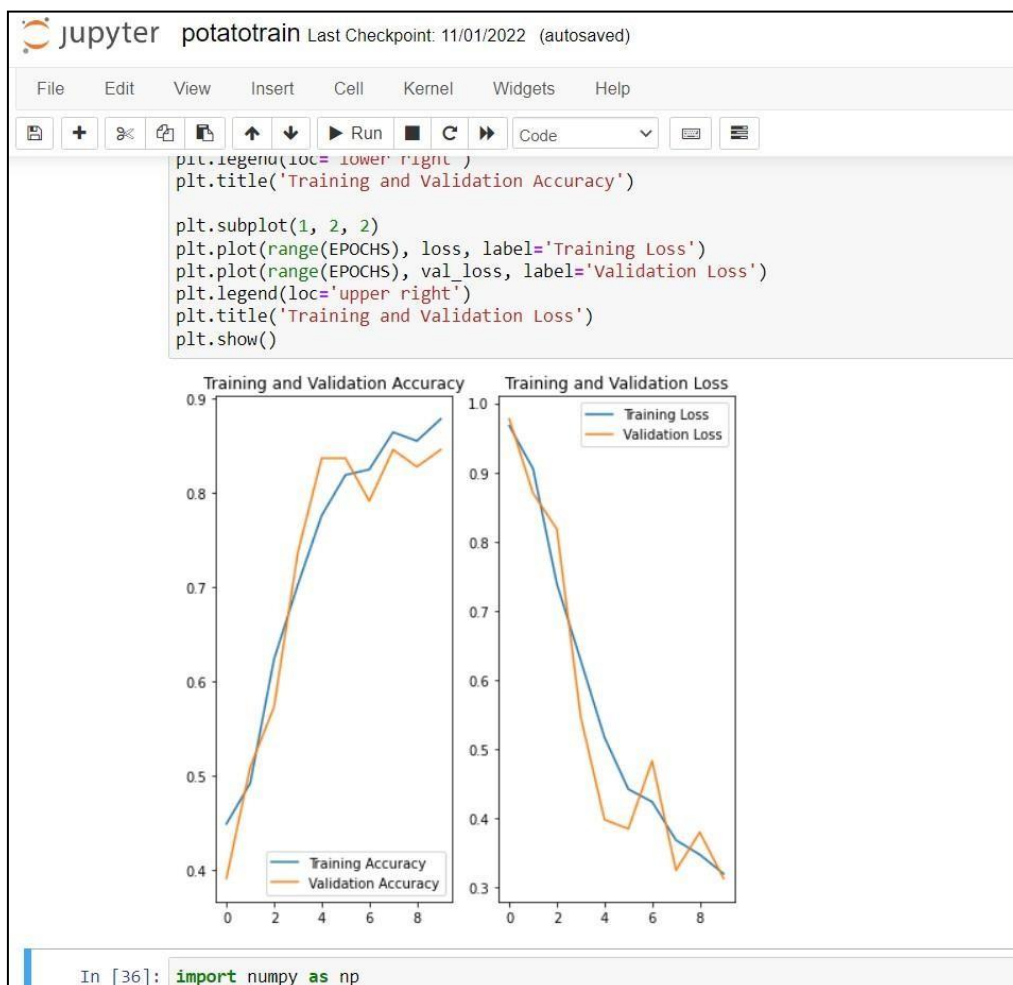 jupyter potatotrain Last Checkpoint: 11/01/2022 (autosaved)
File Edit View Insert Cell Kernel Widgets Help
Run Code
plt.legend(loc='lower right')
plt.title('Training and Validation Accuracy')
plt.subplot(1, 2, 2)
plt.plot(range(EPOCHS), loss, label='Training Loss')
plt.plot(range(EPOCHS), val_loss, label='Validation Loss')
plt.legend(loc='upper right')
plt.title('Training and Validation Loss')
plt.show()
Training and Validation Accuracy
0.9
0.8
0.7
0.6
0.5
0.4
Training Accuracy
Validation Accuracy
0 2 4 6 8
Training and Validation Loss
1.0
0.9
0.8
0.7
0.6
0.5
0.4
0.3
Training Loss
Validation Loss
0 2 4 6 8
In [36]: import numpy as np